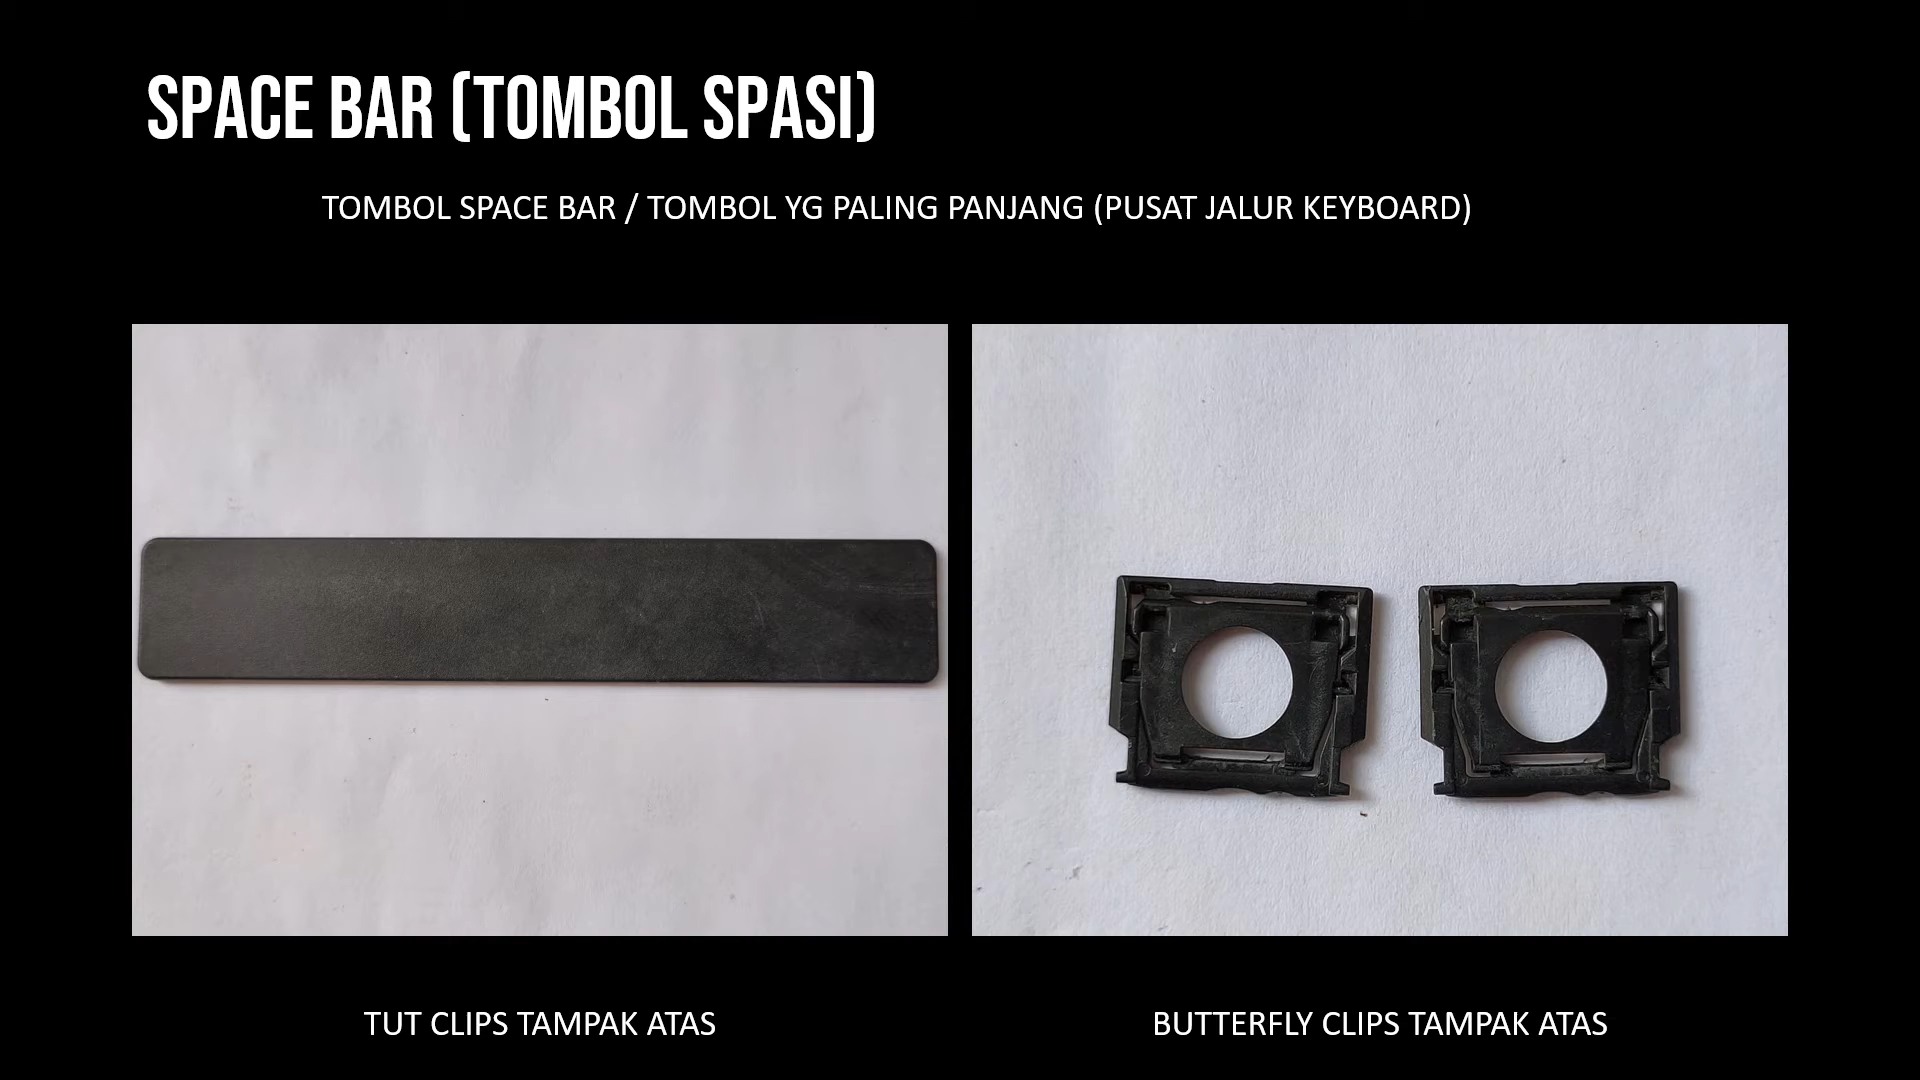 SPACE BAR (TOMBOL SPASI)
TOMBOL SPACE BAR / TOMBOL YG PALING PANJANG (PUSAT JALUR KEYBOARD)
TUT CLIPS TAMPAK ATAS
BUTTERFLY CLIPS TAMPAK ATAS